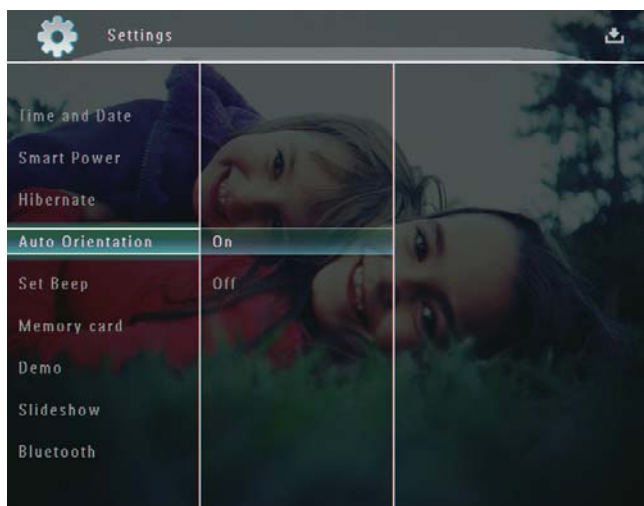 Settings
Time and Date
Smart Power
Hibernate
Auto Orientation
On
Set Beep
Off
Memory card
Demo
Slideshow
Bluetooth